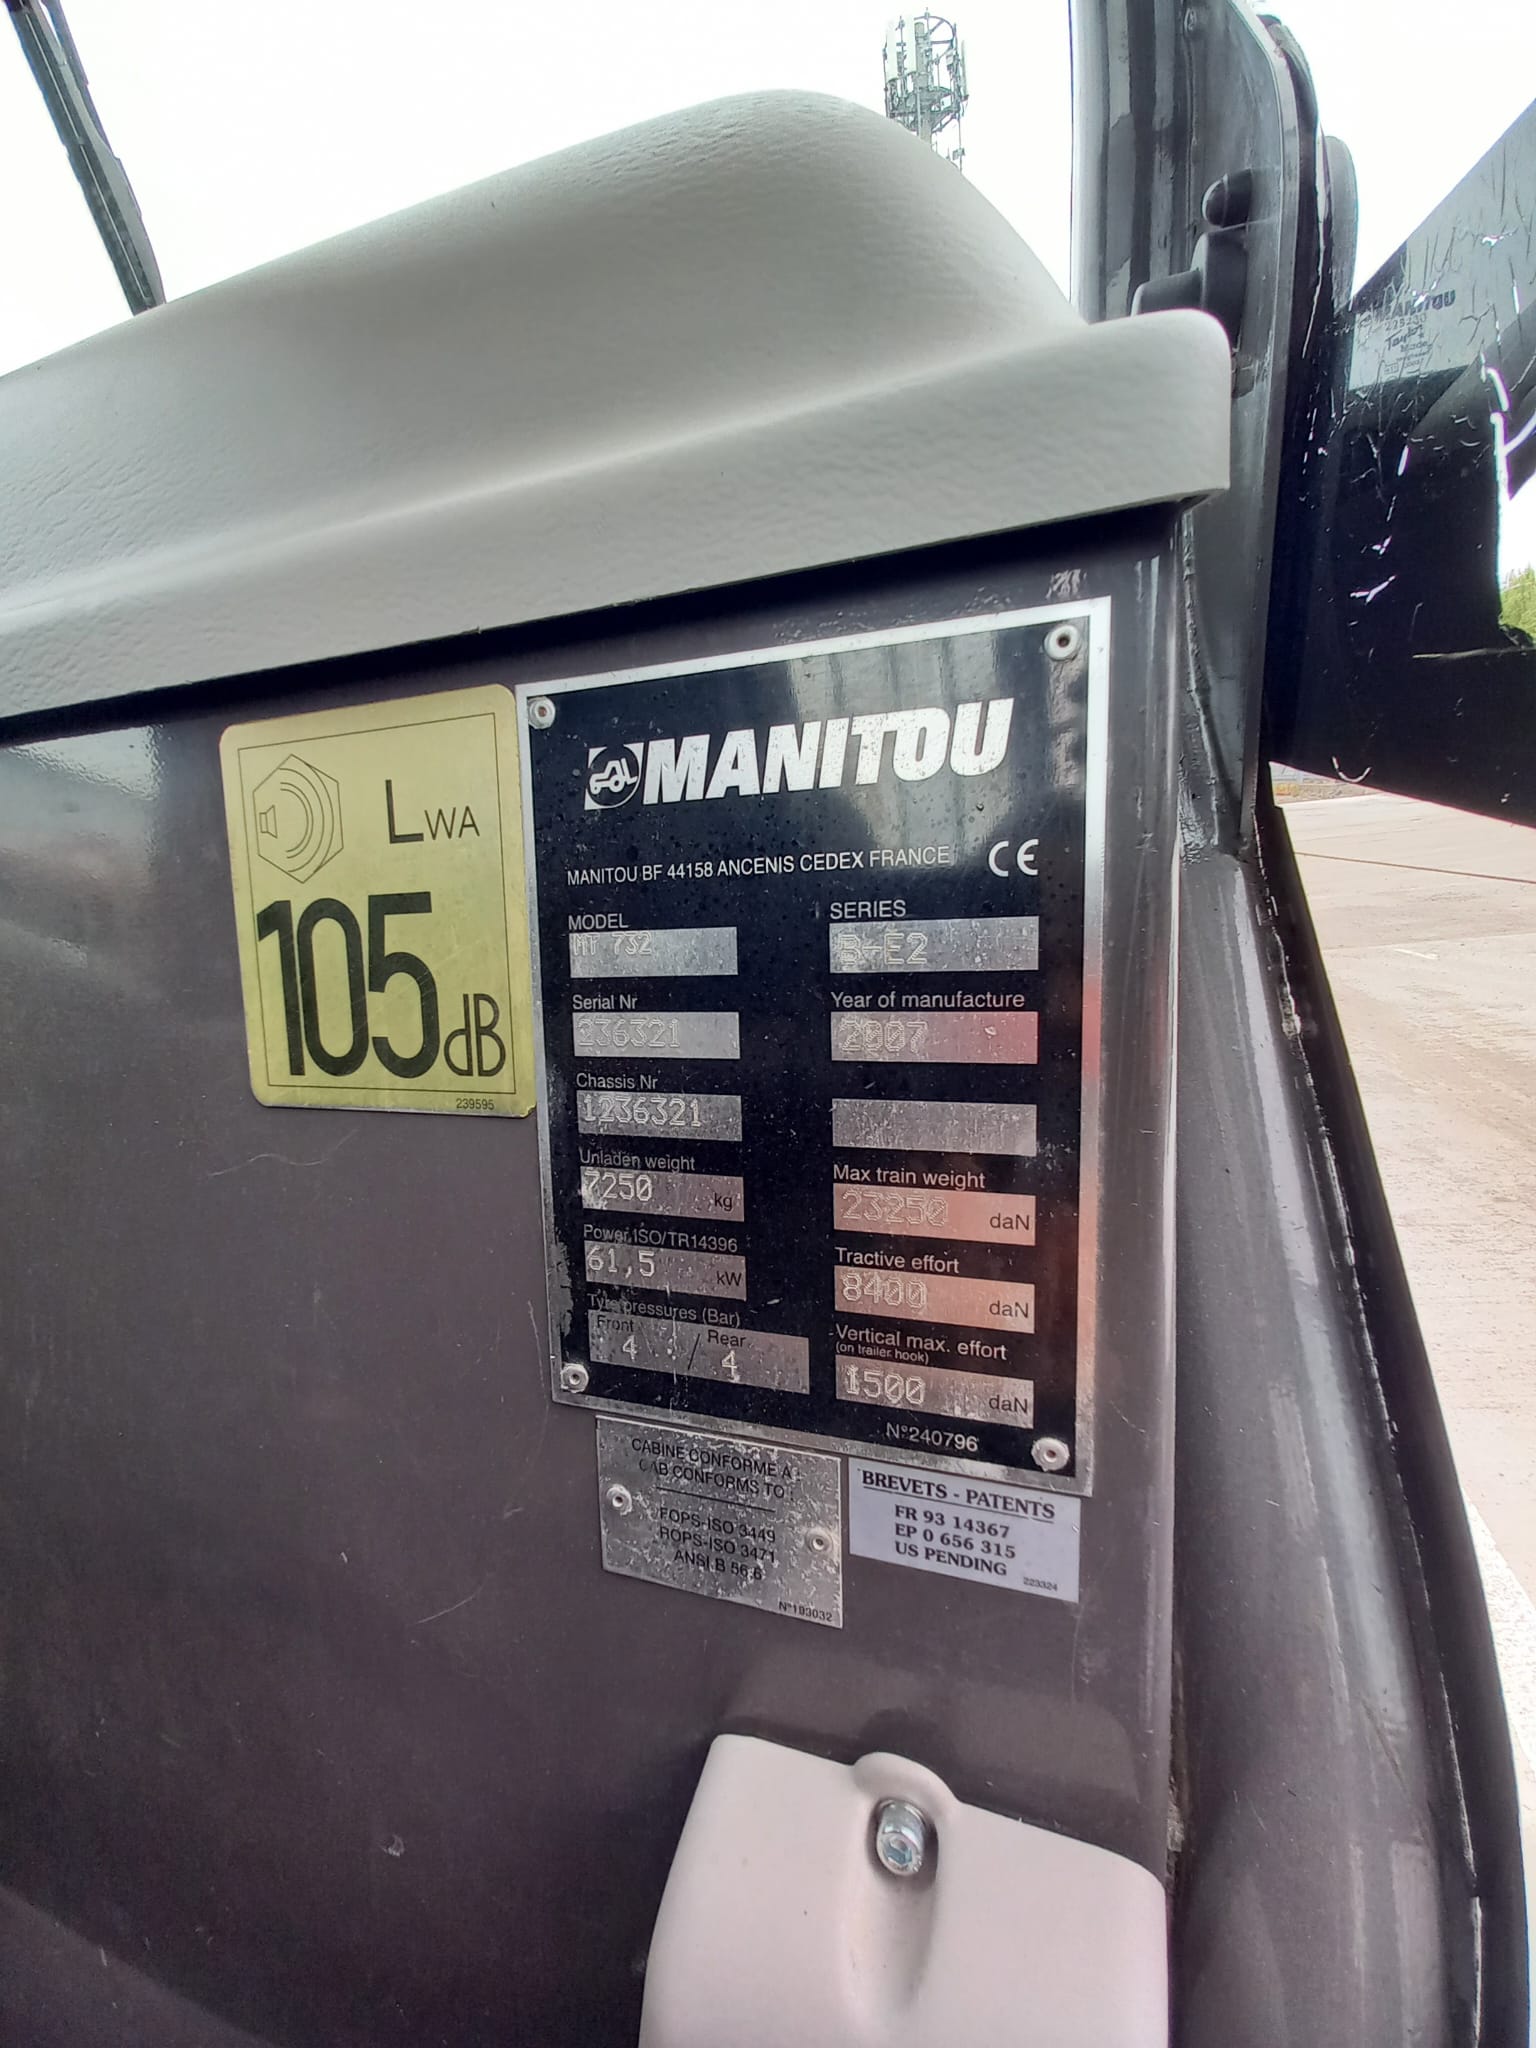 LWA
105dB
239595
MANITOU
MANITOU BF 44158 ANCENIS CEDEX FRANCE CE
MODEL
MT 732
SERIES
B-E2
Serial Nr
236321
Year of manufacture
2007
Chassis Nr
1236321
Unladen weight
7250 kg
Max train weight
23250 daN
Power ISO/TR14396
61,5 kW
Tractive effort
8400 daN
Tyre pressures (Bar)
Front / Rear
4 4
Vertical max. effort
(on trailer hook)
1500 daN
N°240796
CABINE CONFORME A :
CAB CONFORMS TO :
FOPS-ISO 3449
ROPS-ISO 3471
ANSI.B 56.6
N°193032
BREVETS - PATENTS
FR 93 14367
EP 0 656 315
US PENDING
223324
MANITOU